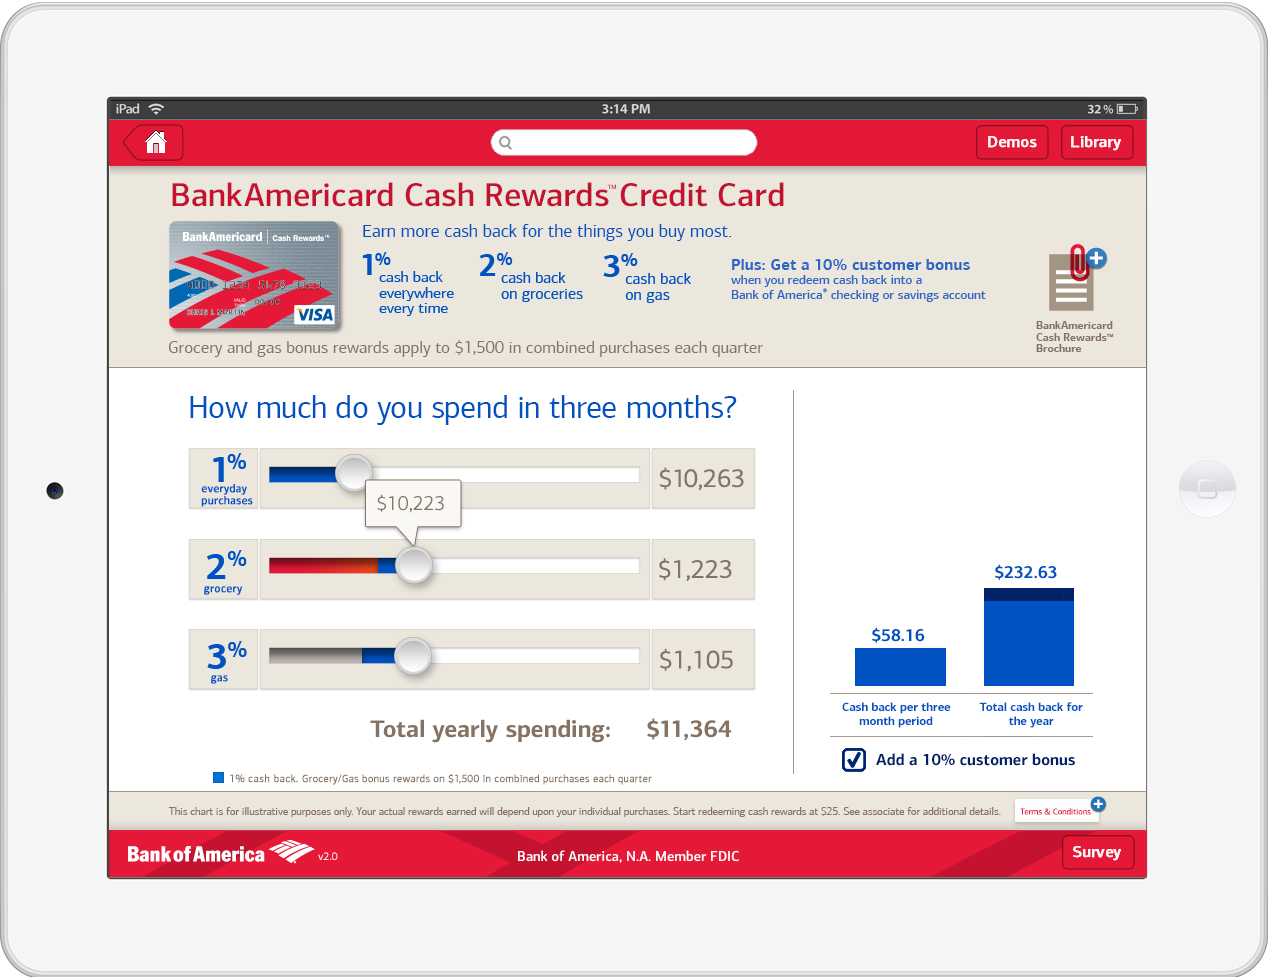 iPad 3:14 PM 32 %
Demos Library
BankAmericard Cash Rewards™ Credit Card
BankAmericard Cash Rewards™
VISA
Earn more cash back for the things you buy most.
1% cash back
everywhere
every time
2% cash back
on groceries
3% cash back
on gas
Plus: Get a 10% customer bonus
when you redeem cash back into a
Bank of America® checking or savings account
BankAmericard
Cash Rewards™
Brochure
Grocery and gas bonus rewards apply to $1,500 in combined purchases each quarter
How much do you spend in three months?
1%
everyday
purchases
$10,263
$10,223
2%
grocery
$1,223
3%
gas
$1,105
Total yearly spending: $11,364
1% cash back. Grocery/Gas bonus rewards on $1,500 in combined purchases each quarter
$232.63
$58.16
Cash back per three
month period
Total cash back for
the year
Add a 10% customer bonus
This chart is for illustrative purposes only. Your actual rewards earned will depend upon your individual purchases. Start redeeming cash rewards at $25. See associate for additional details.
Terms & Conditions
Bank of America v2.0
Bank of America, N.A. Member FDIC
Survey